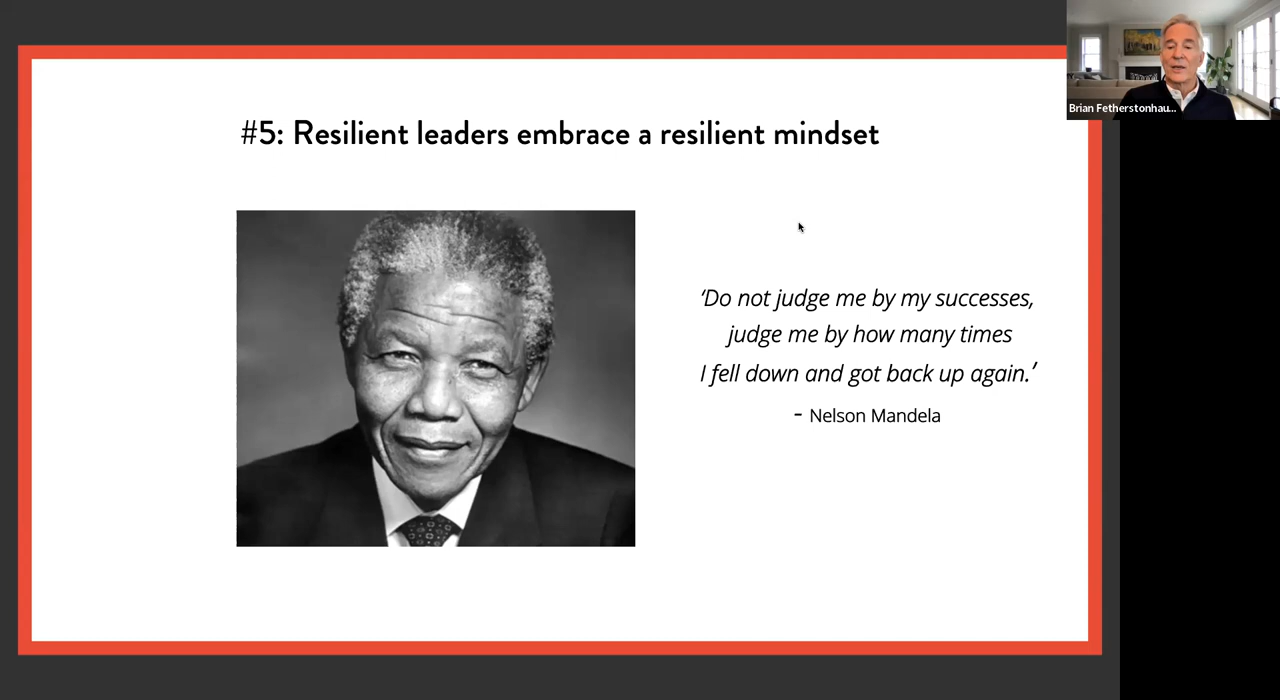 #5: Resilient leaders embrace a resilient mindset
‘Do not judge me by my successes,
judge me by how many times
I fell down and got back up again.’
- Nelson Mandela
Brian Fetherstonhau...